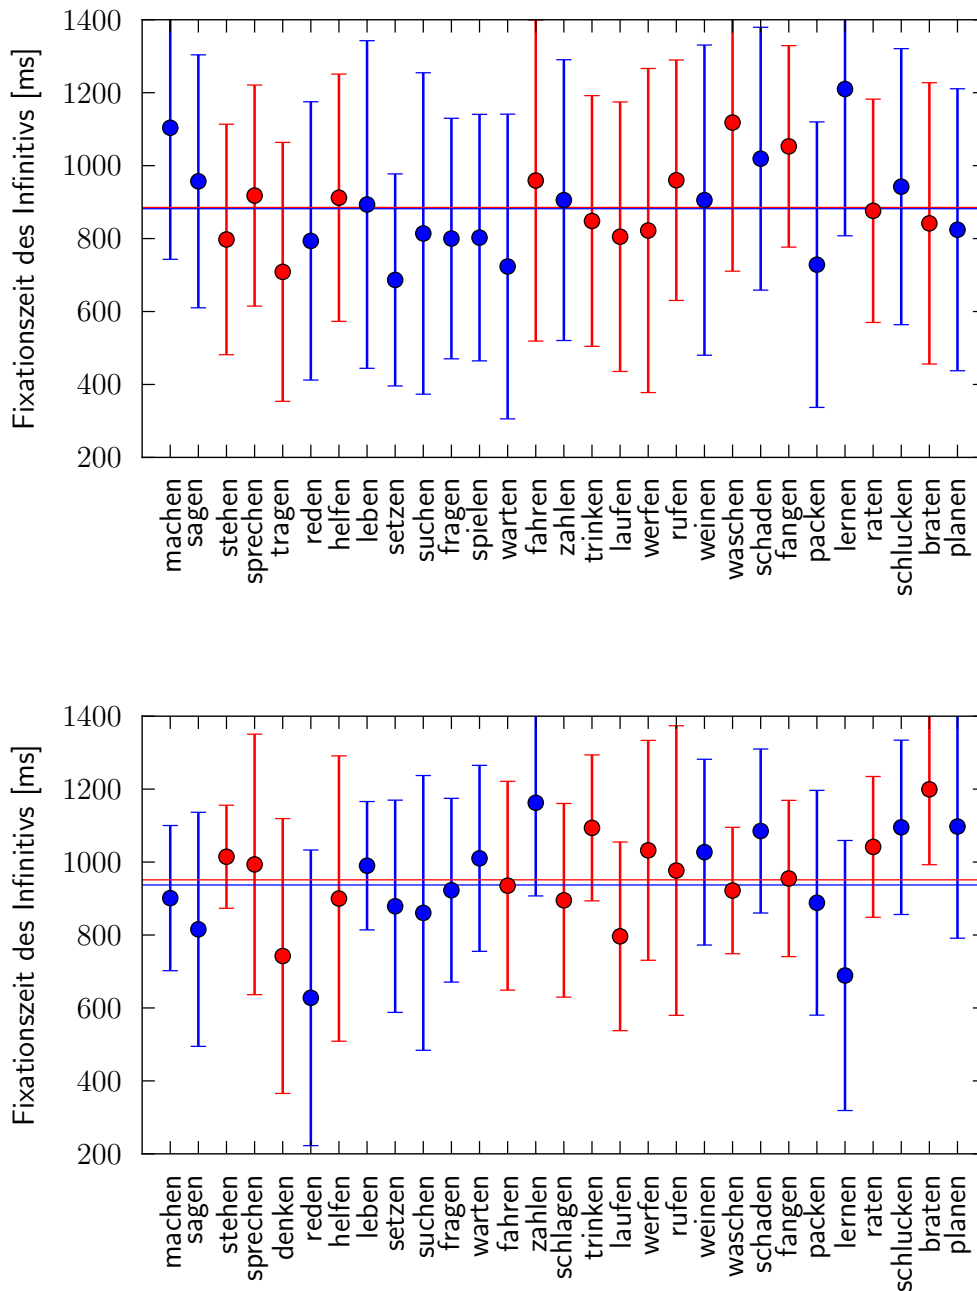 Fixationszeit des Infinitivs [ms]
1400
1200
1000
800
600
400
200
machen
sagen
stehen
sprechen
tragen
reden
helfen
leben
setzen
suchen
fragen
spielen
warten
fahren
zahlen
trinken
laufen
werfen
rufen
weinen
waschen
schaden
fangen
packen
lernen
raten
schlucken
braten
planen
Fixationszeit des Infinitivs [ms]
1400
1200
1000
800
600
400
200
machen
sagen
stehen
sprechen
denken
reden
helfen
leben
setzen
suchen
fragen
warten
fahren
zahlen
schlagen
trinken
laufen
werfen
rufen
weinen
waschen
schaden
fangen
packen
lernen
raten
schlucken
braten
planen